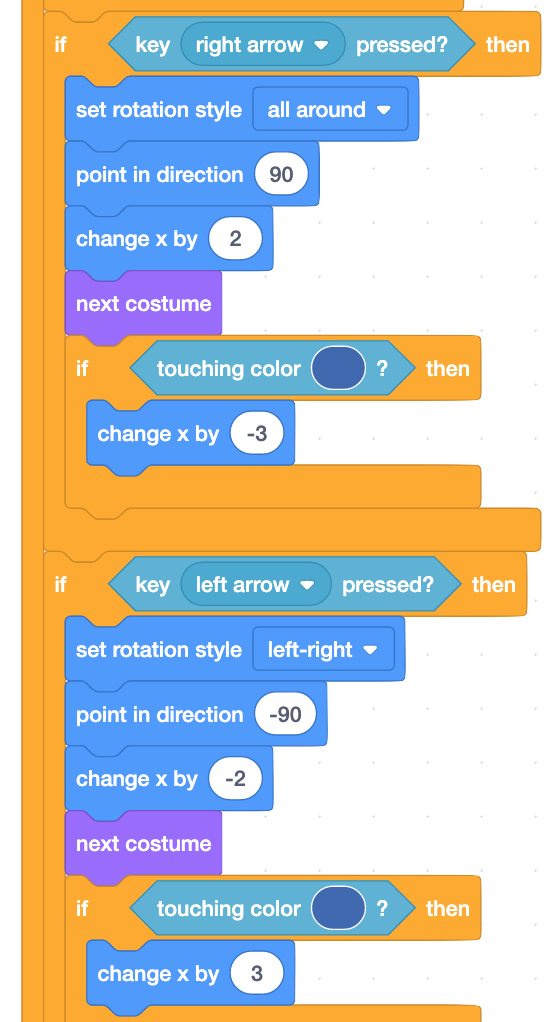 if key right arrow pressed? then
set rotation style all around
point in direction 90
change x by 2
next costume
if touching color ? then
change x by -3
if key left arrow pressed? then
set rotation style left-right
point in direction -90
change x by -2
next costume
if touching color ? then
change x by 3